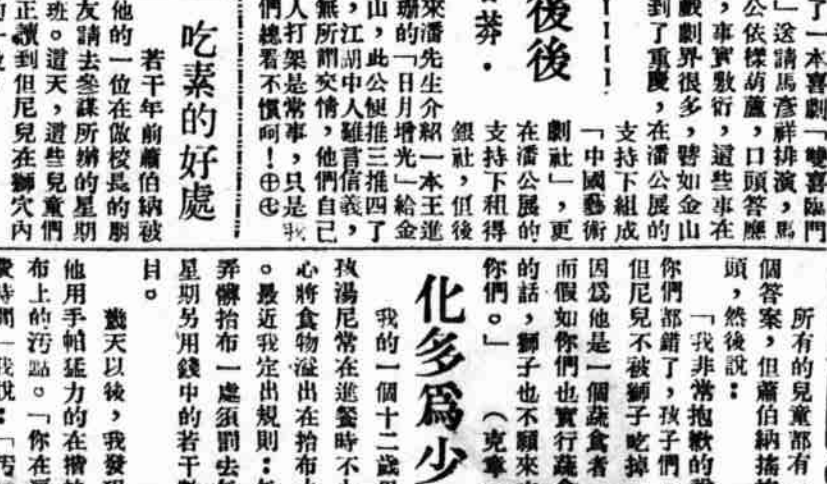 了一本喜劇「雙喜臨門
」送請馬彥祥排演，馬
公依樣葫蘆，口頭答應
，事實敷衍，這些事在
戲劇界很多，譬如金山
到了重慶，在潘公展的
支持下組成
「中國藝術
劇社」，更
在潘公展的
支持下租得
銀社，但後
後後
莽．
來潘先生介紹一本王進
珊的「日月增光」給金
山，此公便推三推四了
，江湖中人雖言信義，
無所謂交情，他們自己
人打架是常事，只是我
們總看不慣呵！⊕㊆
吃素的好處
若干年前蕭伯納被
他的一位在做校長的朋
友請去參謀所辦的星期
班。這天，這些兒童們
正讀到但尼兒在獅穴內
所有的兒童都有
個答案，但蕭伯納搖
頭，然後說：
「我非常抱歉的說
你們都錯了，孩子們
但尼兒不被獅子吃掉
因爲他是一個蔬食者
而假如你們也實行蔬食
的話，獅子也不願來
你們。」（克章
化多爲少
我的一個十二歲
孩湯尼常在進餐時不
心將食物溢出在抬布
。最近我定出規則：
弄髒抬布一處須罰去
星期另用錢中的若干
目。
幾天以後，我發現
他用手帕猛力的在揩
布上的污點。「你在
我說：「污